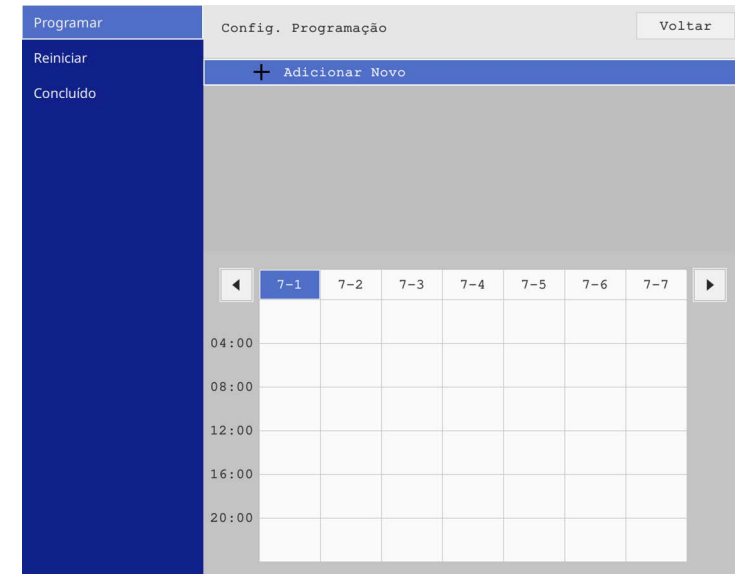 Programar
Reiniciar
Concluído
Config. Programação
Voltar
+ Adicionar Novo
7-1 7-2 7-3 7-4 7-5 7-6 7-7
04:00
08:00
12:00
16:00
20:00